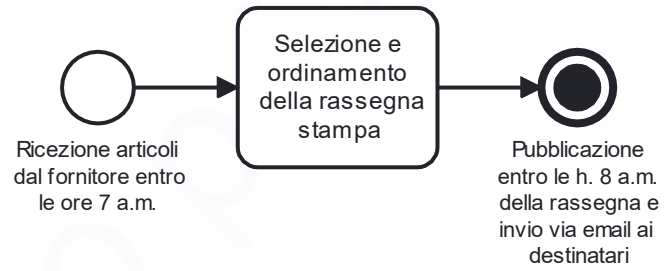 Selezione e
ordinamento
della rassegna
stampa
Ricezione articoli
dal fornitore entro
le ore 7 a.m.
Pubblicazione
entro le h. 8 a.m.
della rassegna e
invio via email ai
destinatari